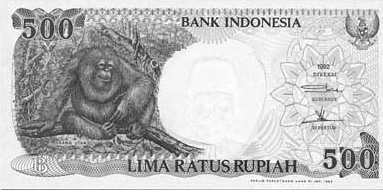 500
BANK INDONESIA
1992
DIREKSI
GUBERNUR
DIREKTUR
ORANG UTAN
LIMA RATUS RUPIAH
500